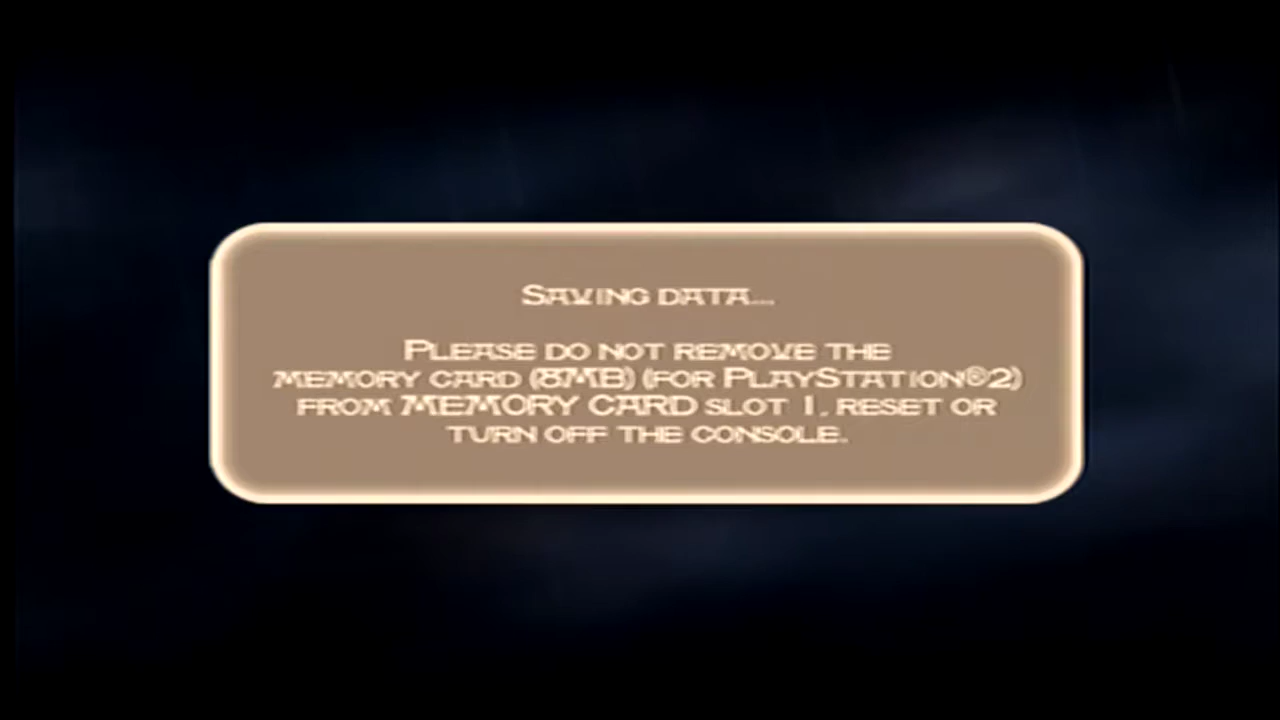 Saving data...
Please do not remove the
memory card (8MB) (for PlayStation®2)
from MEMORY CARD slot 1, reset or
turn off the console.